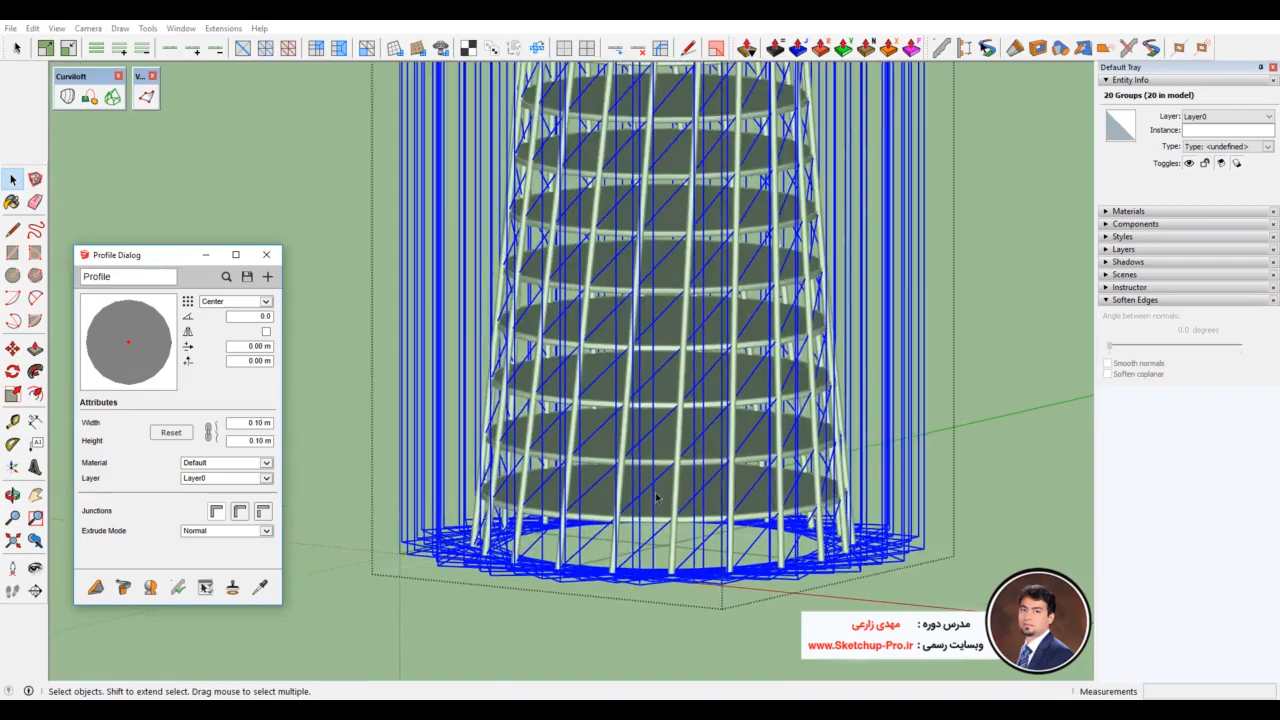 File Edit View Camera Draw Tools Window Extensions Help
Curviloft
V...
Default Tray
Entity Info
20 Groups (20 in model)
Layer: Layer0
Instance:
Type: Type: <undefined>
Toggles:
Materials
Components
Styles
Layers
Shadows
Scenes
Instructor
Soften Edges
Angle between normals:
0.0 degrees
Smooth normals
Soften coplanar
Profile Dialog
Profile
Center
0.0
0.00 m
0.00 m
Attributes
Width 0.10 m
Reset
Height 0.10 m
Material Default
Layer Layer0
Junctions
Extrude Mode Normal
مدرس دوره : مهدی زارعی
وبسایت رسمی : www.Sketchup-Pro.ir
Select objects. Shift to extend select. Drag mouse to select multiple.
Measurements